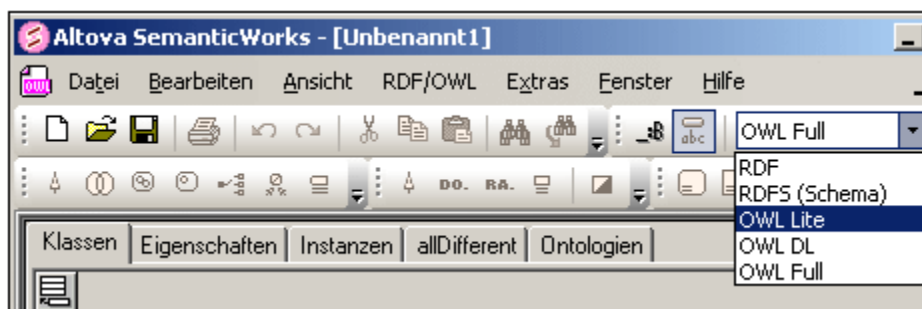 Altova SemanticWorks - [Unbenannt1]
owl Datei Bearbeiten Ansicht RDF/OWL Extras Fenster Hilfe
_:B abc OWL Full
DO. RA.
RDF
RDFS (Schema)
OWL Lite
OWL DL
OWL Full
Klassen Eigenschaften Instanzen allDifferent Ontologien